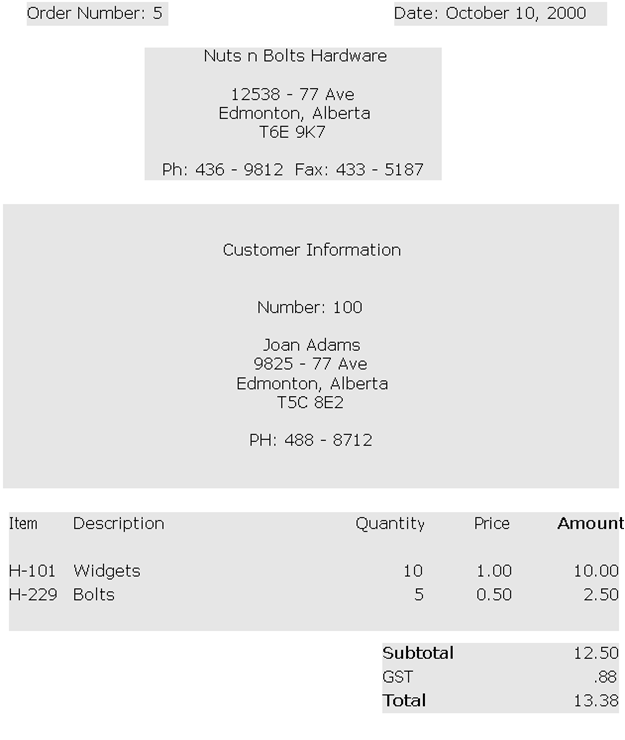 Order Number: 5 Date: October 10, 2000
Nuts n Bolts Hardware
12538 - 77 Ave
Edmonton, Alberta
T6E 9K7
Ph: 436 - 9812 Fax: 433 - 5187
Customer Information
Number: 100
Joan Adams
9825 - 77 Ave
Edmonton, Alberta
T5C 8E2
PH: 488 - 8712
Item Description Quantity Price Amount
H-101 Widgets 10 1.00 10.00
H-229 Bolts 5 0.50 2.50
Subtotal 12.50
GST .88
Total 13.38